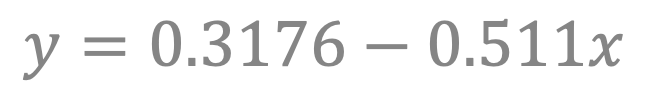 y = 0.3176 − 0.511x